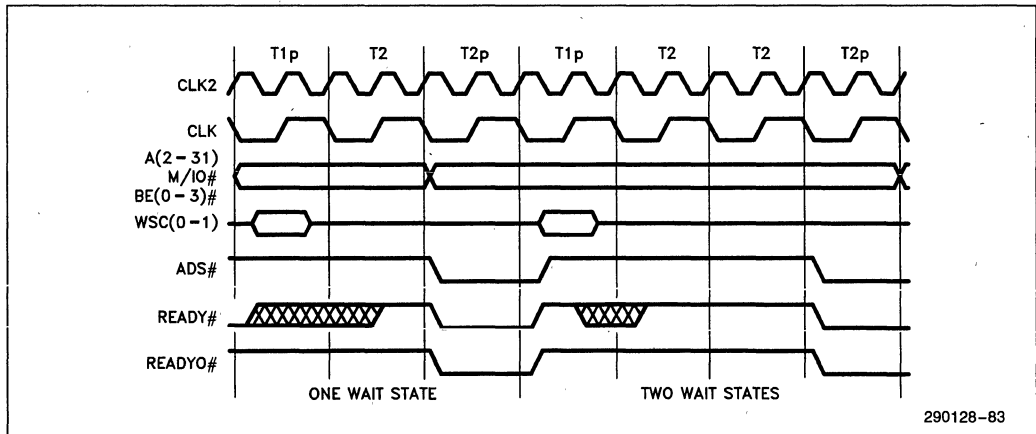 T1p T2 T2p T1p T2 T2 T2p
CLK2
CLK
A(2-31)
M/IO#
BE(0-3)#
WSC(0-1)
ADS#
READY#
READYO#
ONE WAIT STATE TWO WAIT STATES
290128-83